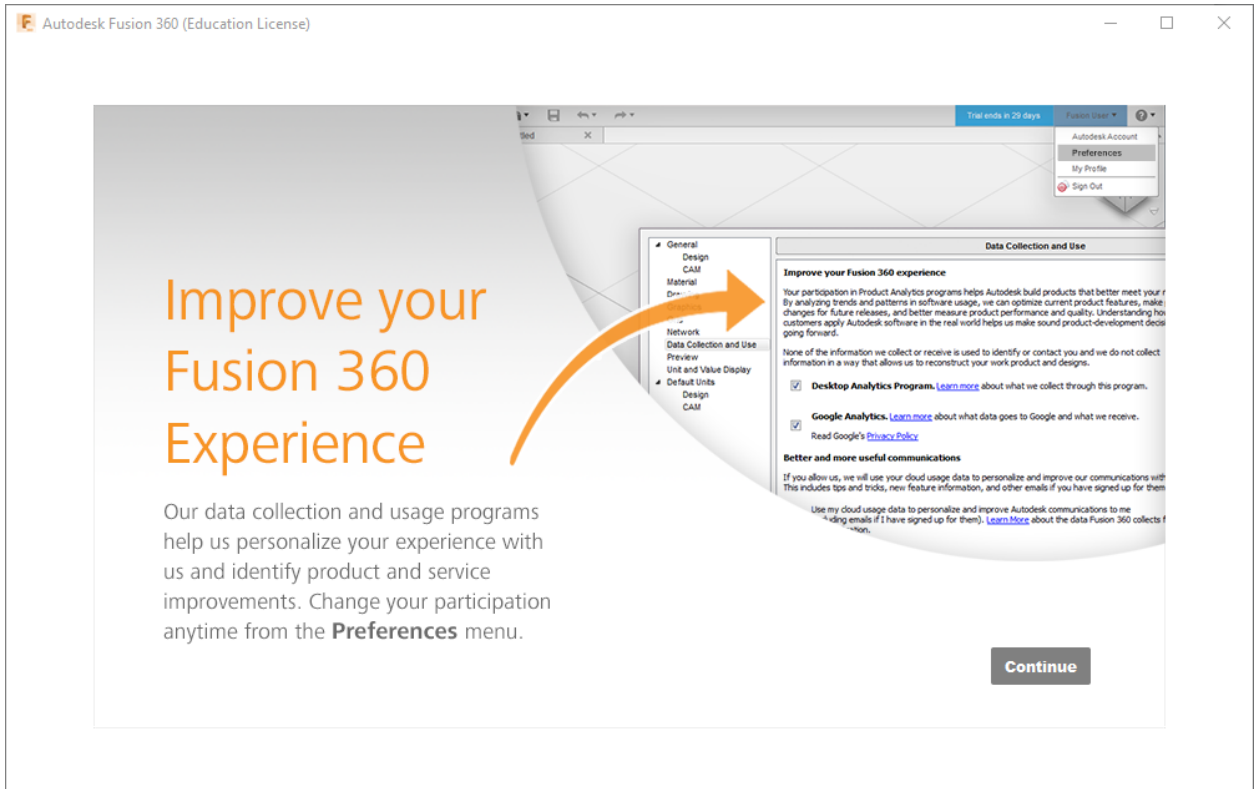 Autodesk Fusion 360 (Education License)
Trial ends in 29 days
Fusion User
Autodesk Account
Preferences
My Profile
Sign Out
Improve your
Fusion 360
Experience
Our data collection and usage programs
help us personalize your experience with
us and identify product and service
improvements. Change your participation
anytime from the Preferences menu.
General
Design
CAM
Material
Network
Data Collection and Use
Preview
Unit and Value Display
Default Units
Design
CAM
Data Collection and Use
Improve your Fusion 360 experience
Your participation in Product Analytics programs helps Autodesk build products that better meet your
By analyzing trends and patterns in software usage, we can optimize current product features, make
changes for future releases, and better measure product performance and quality. Understanding
customers apply Autodesk software in the real world helps us make sound product-development
going forward.
None of the information we collect or receive is used to identify or contact you and we do not collect
information in a way that allows us to reconstruct your work product and designs.
Desktop Analytics Program. Learn more about what we collect through this program.
Google Analytics. Learn more about what data goes to Google and what we receive.
Read Google's Privacy Policy
Better and more useful communications
If you allow us, we will use your cloud usage data to personalize and improve our communications with
This includes tips and tricks, new feature information, and other emails if you have signed up for them
Use my cloud usage data to personalize and improve Autodesk communications to me
emails if I have signed up for them). Learn More about the data Fusion 360 collects
Continue